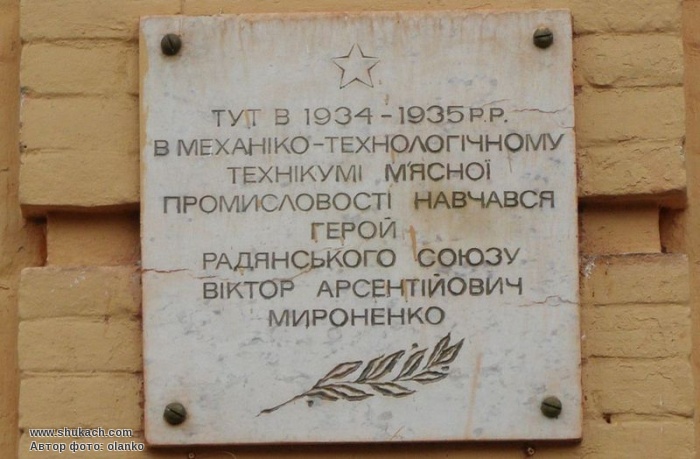 ТУТ В 1934-1935 Р.Р.
В МЕХАНІКО-ТЕХНОЛОГІЧНОМУ
ТЕХНІКУМІ М'ЯСНОЇ
ПРОМИСЛОВОСТІ НАВЧАВСЯ
ГЕРОЙ
РАДЯНСЬКОГО СОЮЗУ
ВІКТОР АРСЕНТІЙОВИЧ
МИРОНЕНКО
www.shukach.com
Автор фото: olanko